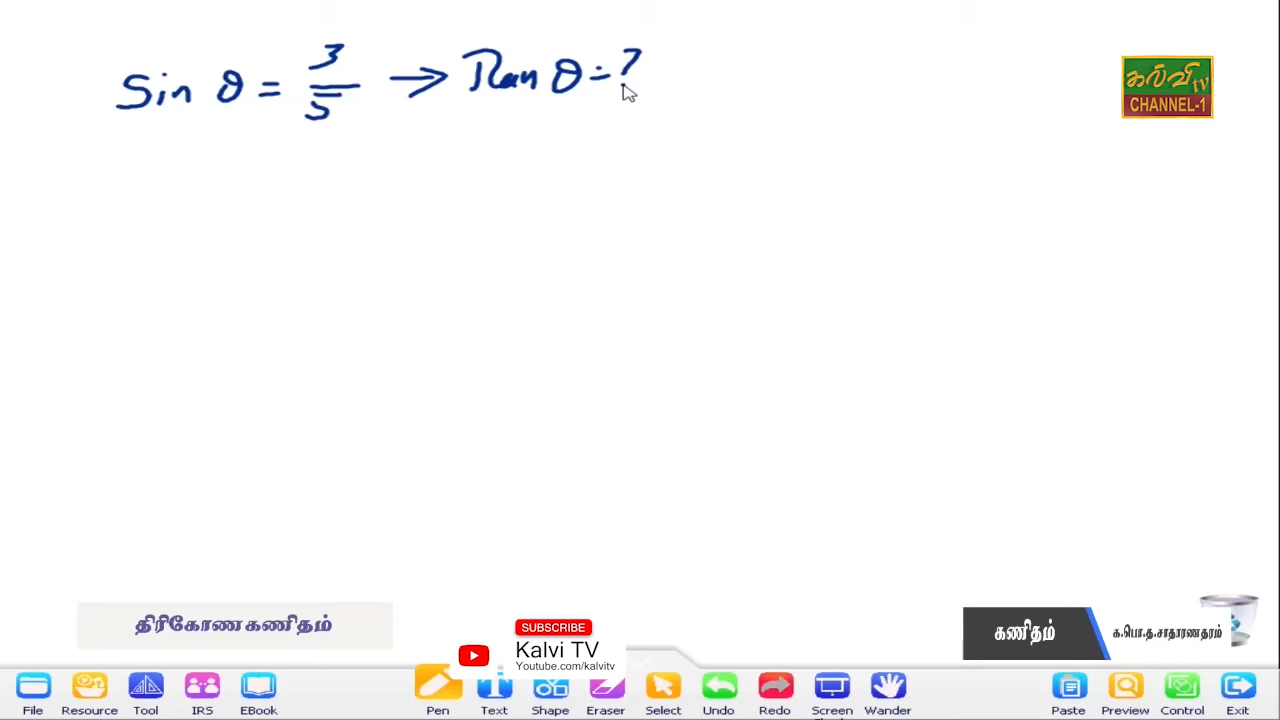 Sin θ = 3/5 → Tan θ = ?
கல்வி tv
CHANNEL-1
திரிகோணகணிதம்
SUBSCRIBE
Kalvi TV
Youtube.com/kalvitv
கணிதம்
க.பொ.த.சாதாரணதரம்
File
Resource
Tool
IRS
EBook
Pen
Text
Shape
Eraser
Select
Undo
Redo
Screen
Wander
Paste
Preview
Control
Exit